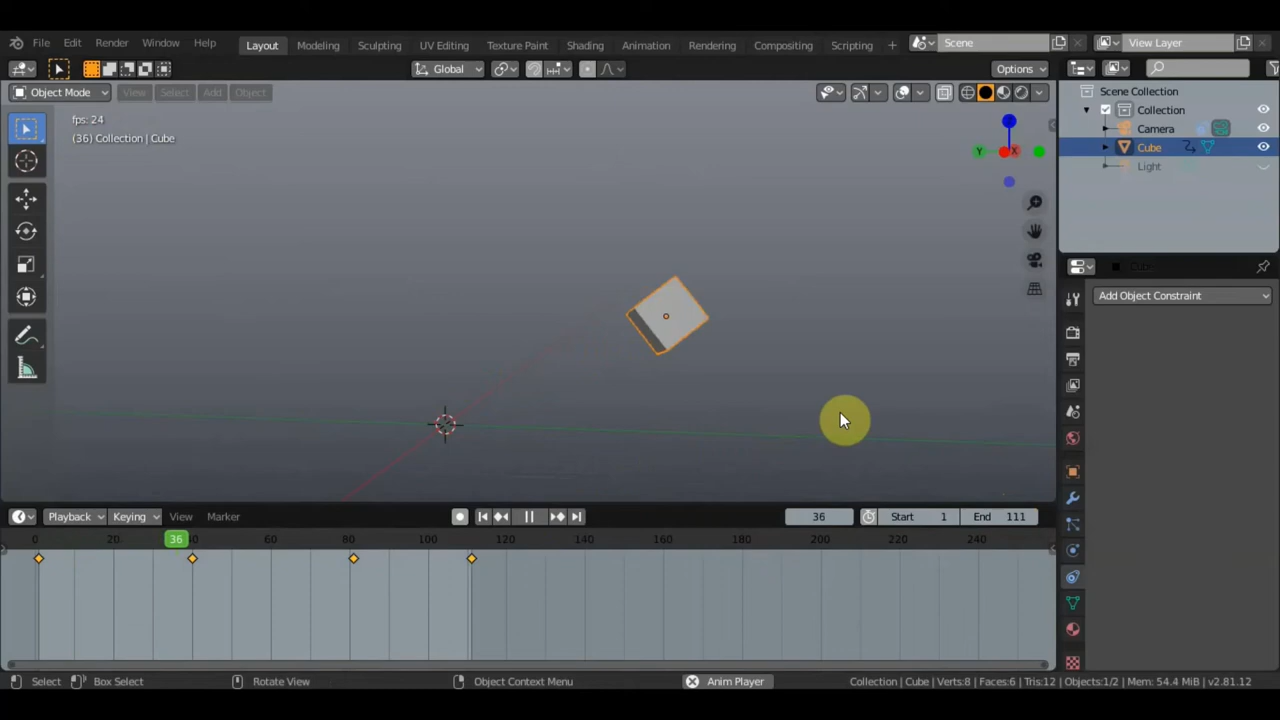 File Edit Render Window Help Layout Modeling Sculpting UV Editing Texture Paint Shading Animation Rendering Compositing Scripting + Scene View Layer
Global Options
Object Mode View Select Add Object
fps: 24
(36) Collection | Cube
Z
Y
X
Scene Collection
Collection
Camera
Cube
Light
Cube
Add Object Constraint
Playback Keying View Marker 36 Start 1 End 111
0 20 36 40 60 80 100 120 140 160 180 200 220 240
Select Box Select Rotate View Object Context Menu Anim Player Collection | Cube | Verts:8 | Faces:6 | Tris:12 | Objects:1/2 | Mem: 54.4 MiB | v2.81.12